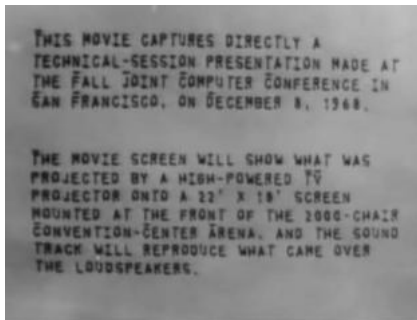 THIS MOVIE CAPTURES DIRECTLY A
TECHNICAL-SESSION PRESENTATION MADE AT
THE FALL JOINT COMPUTER CONFERENCE IN
SAN FRANCISCO, ON DECEMBER 8, 1968.
THE MOVIE SCREEN WILL SHOW WHAT WAS
PROJECTED BY A HIGH-POWERED TV
PROJECTOR ONTO A 22' X 18' SCREEN
MOUNTED AT THE FRONT OF THE 2000-CHAIR
CONVENTION-CENTER ARENA, AND THE SOUND
TRACK WILL REPRODUCE WHAT CAME OVER
THE LOUDSPEAKERS.